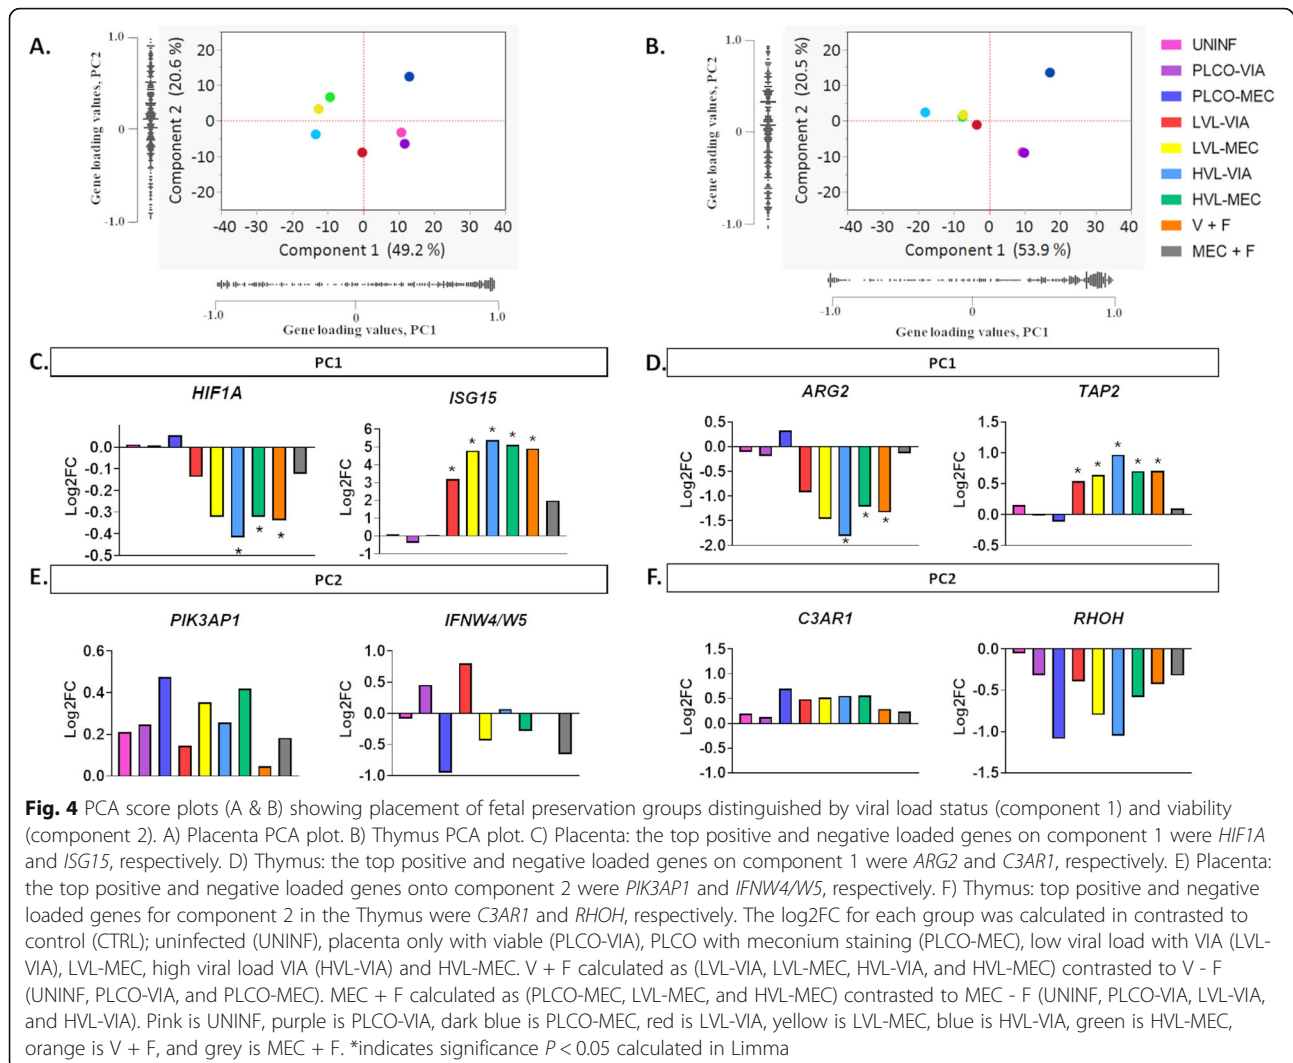 A.
1.0
0
-1.0
Gene loading values, PC2
Component 2 (20.6 %)
20
10
0
-10
-20
-40 -30 -20 -10 0 10 20 30 40
Component 1 (49.2 %)
-1.0 0 1.0
Gene loading values, PC1
B.
1.0
0
-1.0
Gene loading values, PC2
Component 2 (20.5 %)
20
10
0
-10
-20
-40 -30 -20 -10 0 10 20 30 40
Component 1 (53.9 %)
-1.0 0 1.0
Gene loading values, PC1
UNINF
PLCO-VIA
PLCO-MEC
LVL-VIA
LVL-MEC
HVL-VIA
HVL-MEC
V + F
MEC + F
C.
PC1
HIF1A
Log2FC
0.0
-0.1
-0.2
-0.3
-0.4
-0.5
* * *
ISG15
Log2FC
6
5
4
3
2
1
0
-1
* * * * *
D.
PC1
ARG2
Log2FC
0.5
0.0
-0.5
-1.0
-1.5
-2.0
* * *
TAP2
Log2FC
1.5
1.0
0.5
0.0
-0.5
* * * * *
E.
PC2
PIK3AP1
Log2FC
0.6
0.4
0.2
0.0
IFNW4/W5
Log2FC
1.0
0.5
0.0
-0.5
-1.0
F.
PC2
C3AR1
Log2FC
1.5
1.0
0.5
0.0
-0.5
-1.0
RHOH
Log2FC
0.0
-0.5
-1.0
-1.5
Fig. 4 PCA score plots (A & B) showing placement of fetal preservation groups distinguished by viral load status (component 1) and viability
(component 2). A) Placenta PCA plot. B) Thymus PCA plot. C) Placenta: the top positive and negative loaded genes on component 1 were HIF1A
and ISG15, respectively. D) Thymus: the top positive and negative loaded genes on component 1 were ARG2 and C3AR1, respectively. E) Placenta:
the top positive and negative loaded genes onto component 2 were PIK3AP1 and IFNW4/W5, respectively. F) Thymus: top positive and negative
loaded genes for component 2 in the Thymus were C3AR1 and RHOH, respectively. The log2FC for each group was calculated in contrasted to
control (CTRL); uninfected (UNINF), placenta only with viable (PLCO-VIA), PLCO with meconium staining (PLCO-MEC), low viral load with VIA (LVL-
VIA), LVL-MEC, high viral load VIA (HVL-VIA) and HVL-MEC. V + F calculated as (LVL-VIA, LVL-MEC, HVL-VIA, and HVL-MEC) contrasted to V - F
(UNINF, PLCO-VIA, and PLCO-MEC). MEC + F calculated as (PLCO-MEC, LVL-MEC, and HVL-MEC) contrasted to MEC - F (UNINF, PLCO-VIA, LVL-VIA,
and HVL-VIA). Pink is UNINF, purple is PLCO-VIA, dark blue is PLCO-MEC, red is LVL-VIA, yellow is LVL-MEC, blue is HVL-VIA, green is HVL-MEC,
orange is V + F, and grey is MEC + F. *indicates significance P < 0.05 calculated in Limma